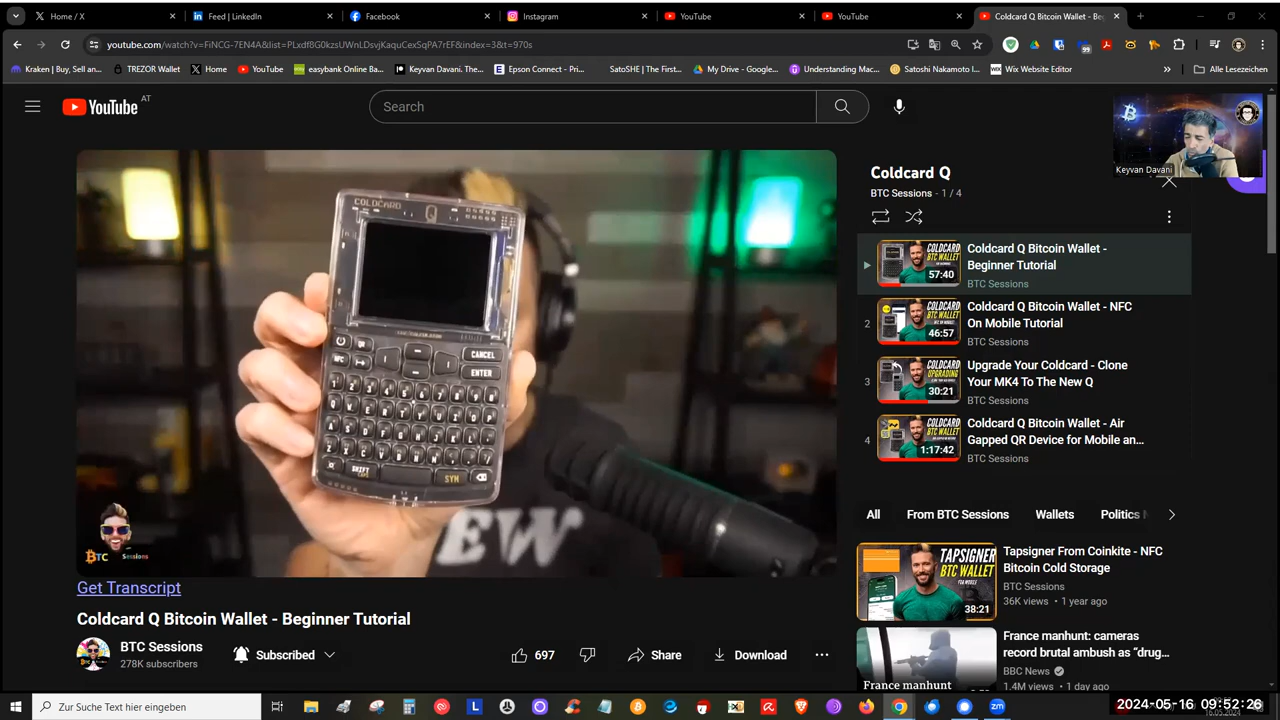 Home / X
Feed | LinkedIn
Facebook
Instagram
YouTube
YouTube
Coldcard Q Bitcoin Wallet - Be
youtube.com/watch?v=FiNCG-7EN4A&list=PLxdf8G0kzsUWnLDsvjKaquCexSqPA7rEF&index=3&t=970s
Kraken | Buy, Sell an...
TREZOR Wallet
Home
YouTube
easybank Online Ba...
Keyvan Davani. The...
Epson Connect - Pri...
SatoSHE | The First...
My Drive - Google...
Understanding Mac...
Satoshi Nakamoto I...
Wix Website Editor
Alle Lesezeichen
YouTube
AT
Search
Keyvan Davani
COLDCARD
Q
CANCEL
ENTER
QR
NFC
SHIFT
SYM
BTC Sessions
EW
Coldcard Q
BTC Sessions - 1 / 4
Coldcard Q Bitcoin Wallet -
Beginner Tutorial
BTC Sessions
57:40
2
Coldcard Q Bitcoin Wallet - NFC
On Mobile Tutorial
BTC Sessions
46:57
3
Upgrade Your Coldcard - Clone
Your MK4 To The New Q
BTC Sessions
30:21
4
Coldcard Q Bitcoin Wallet - Air
Gapped QR Device for Mobile an...
BTC Sessions
1:17:42
All
From BTC Sessions
Wallets
Politics
TAPSIGNER
BTC WALLET
38:21
Tapsigner From Coinkite - NFC
Bitcoin Cold Storage
BTC Sessions
36K views • 1 year ago
France manhunt
France manhunt: cameras
record brutal ambush as “drug...
BBC News
1.4M views • 1 day ago
Get Transcript
Coldcard Q Bitcoin Wallet - Beginner Tutorial
BTC Sessions
278K subscribers
Subscribed
697
Share
Download
Zur Suche Text hier eingeben
2024-05-16 09:52:26